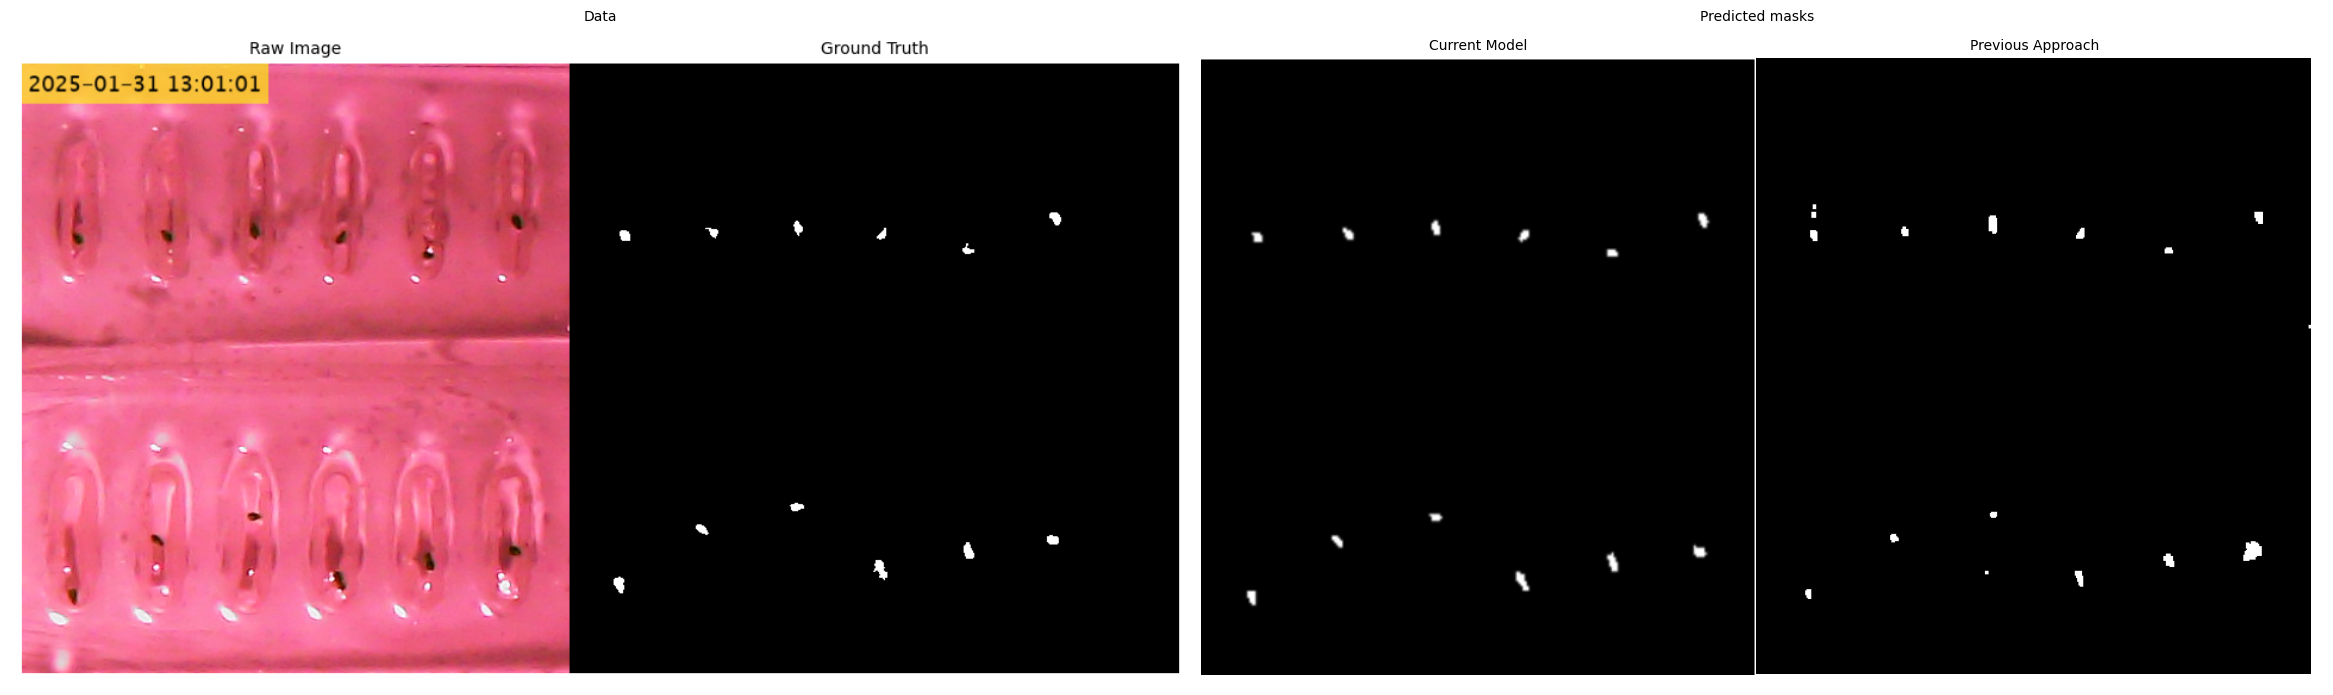 Data
Predicted masks
Raw Image
Ground Truth
Current Model
Previous Approach
2025-01-31 13:01:01